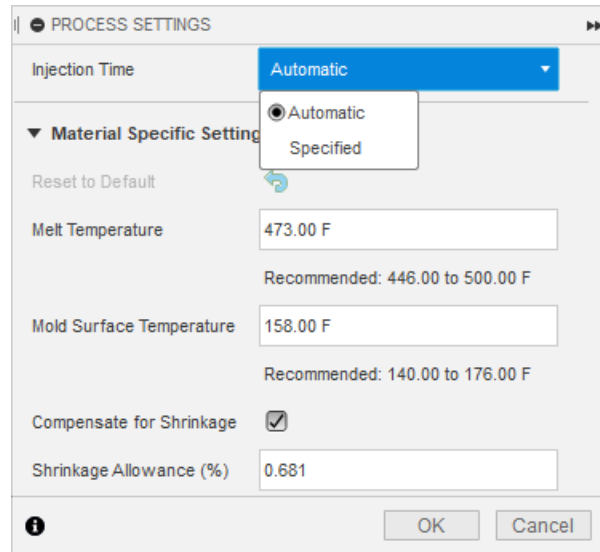 PROCESS SETTINGS
Injection Time
Automatic
Automatic
Specified
Material Specific Setting
Reset to Default
Melt Temperature
473.00 F
Recommended: 446.00 to 500.00 F
Mold Surface Temperature
158.00 F
Recommended: 140.00 to 176.00 F
Compensate for Shrinkage
Shrinkage Allowance (%)
0.681
OK
Cancel